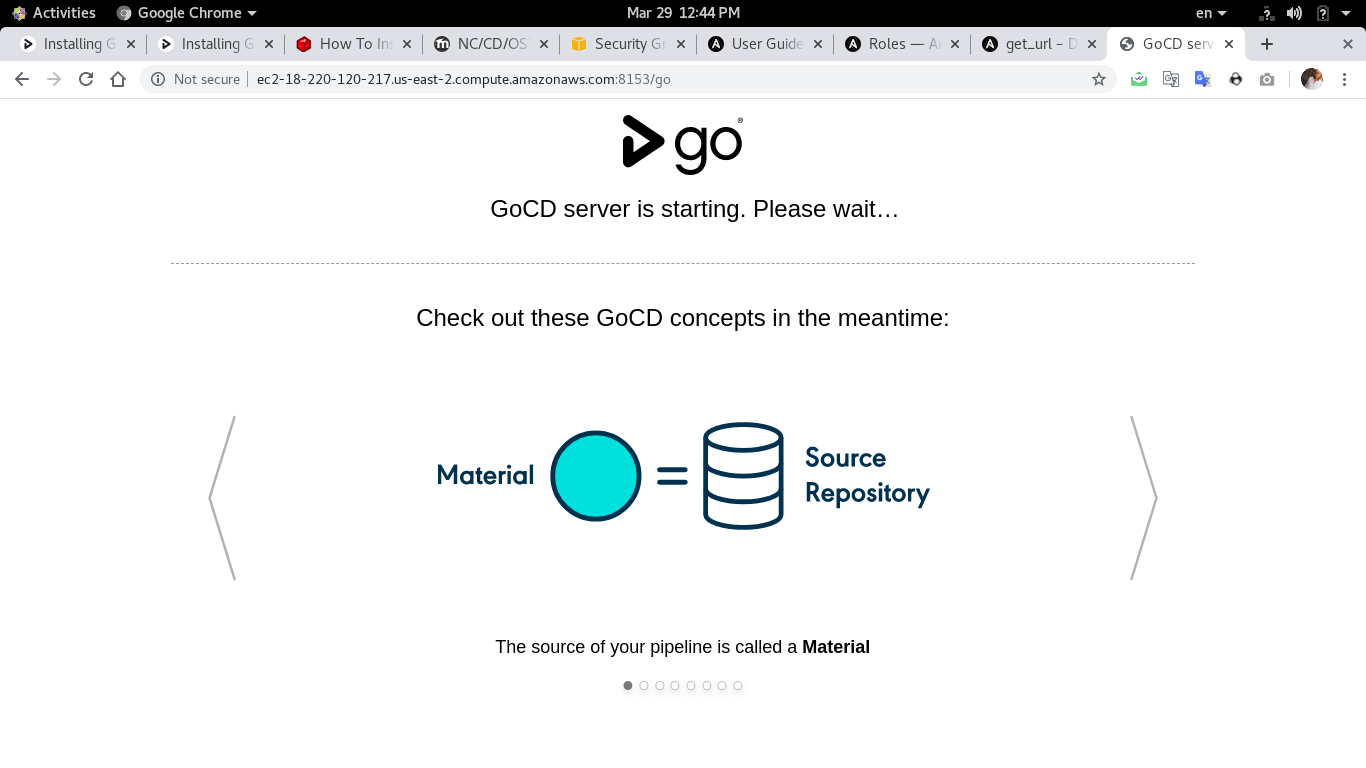 Activities Google Chrome Mar 29 12:44 PM en
Installing G Installing G How To Ins NC/CD/OS Security Gr User Guide Roles — A get_url – D GoCD serv
Not secure ec2-18-220-120-217.us-east-2.compute.amazonaws.com:8153/go
go®
GoCD server is starting. Please wait…
Check out these GoCD concepts in the meantime:
Material = Source
Repository
The source of your pipeline is called a Material